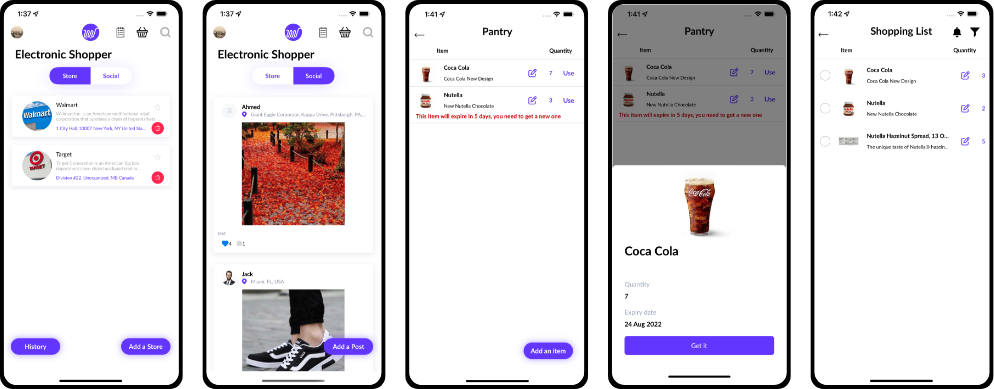 1:37
Electronic Shopper
Store
Social
Walmart
Walmart Inc. is an American multinational retail
corporation that operates a chain of hypermarkets
1 City Hall, 10007 New York, NY United Sta...
Target
Target Corporation is an American big box
department store chain headquartered in
Division #22, Unorganized, MB Canada
History
Add a Store
1:37
Electronic Shopper
Store
Social
Ahmed
Giant Eagle Corporate, Kappa Drive, Pittsburgh, PA,...
4
1
Jack
Miami, FL, USA
Add a Post
1:41
Pantry
Item
Quantity
Coca Cola
Coca Cola New Design
7
Use
Nutella
New Nutella Chocolate
3
Use
This item will expire in 5 days, you need to get a new one
Add an item
1:41
Pantry
Item
Quantity
Coca Cola
Coca Cola New Design
7
Use
Nutella
New Nutella Chocolate
3
Use
This item will expire in 5 days, you need to get a new one
Coca-Cola
Coca Cola
Quantity
7
Expiry date
24 Aug 2022
Get it
1:42
Shopping List
Item
Quantity
Coca Cola
Coca Cola New Design
3
Nutella
New Nutella Chocolate
2
Nutella Hazelnut Spread, 13 O...
The unique taste of Nutella® hazeln...
5